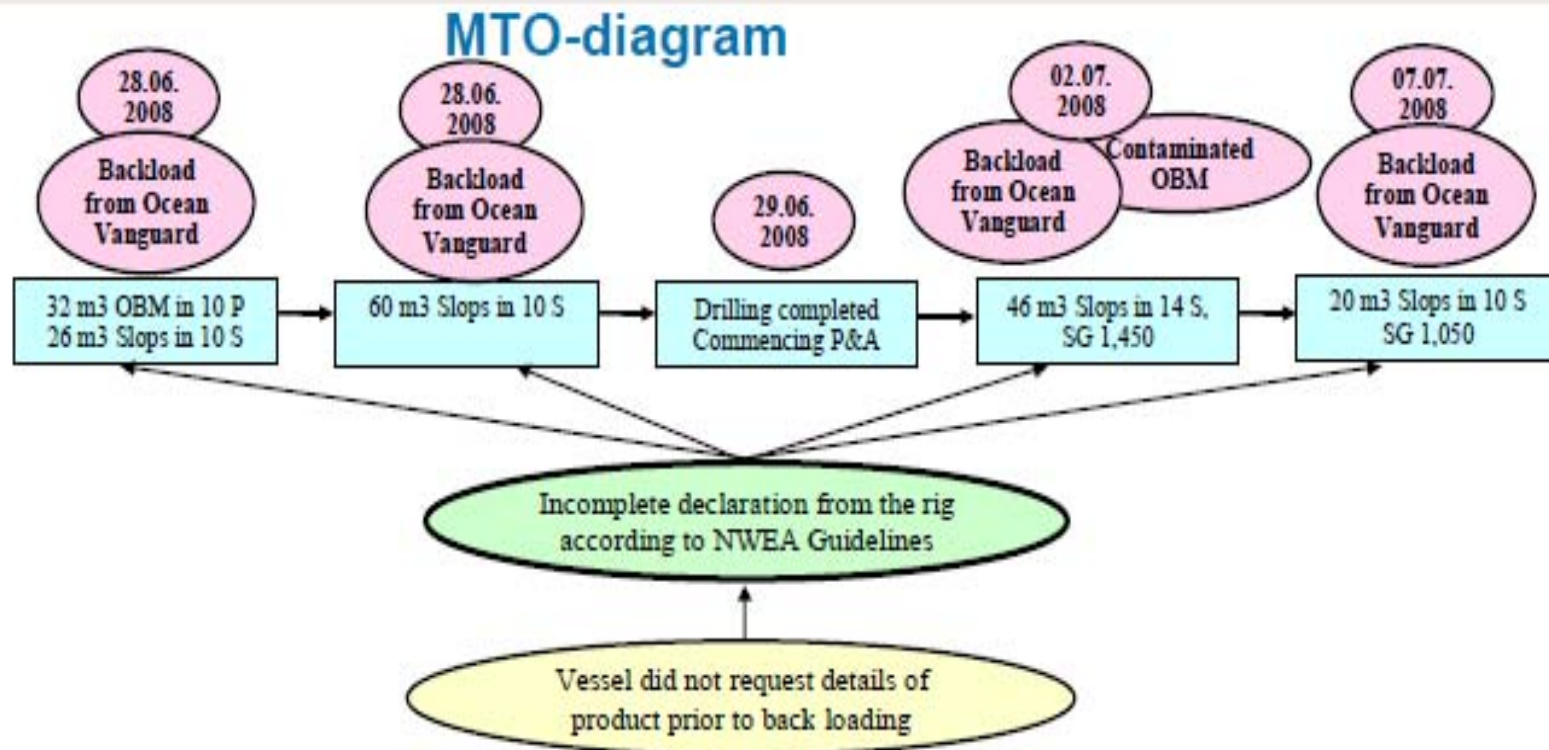 MTO-diagram
28.06.
2008
Backload
from Ocean
Vanguard
32 m3 OBM in 10 P
26 m3 Slops in 10 S
28.06.
2008
Backload
from Ocean
Vanguard
60 m3 Slops in 10 S
29.06.
2008
Drilling completed
Commencing P&A
02.07.
2008
Backload
from Ocean
Vanguard
Contaminated
OBM
46 m3 Slops in 14 S,
SG 1,450
07.07.
2008
Backload
from Ocean
Vanguard
20 m3 Slops in 10 S
SG 1,050
Incomplete declaration from the rig
according to NWEA Guidelines
Vessel did not request details of
product prior to back loading